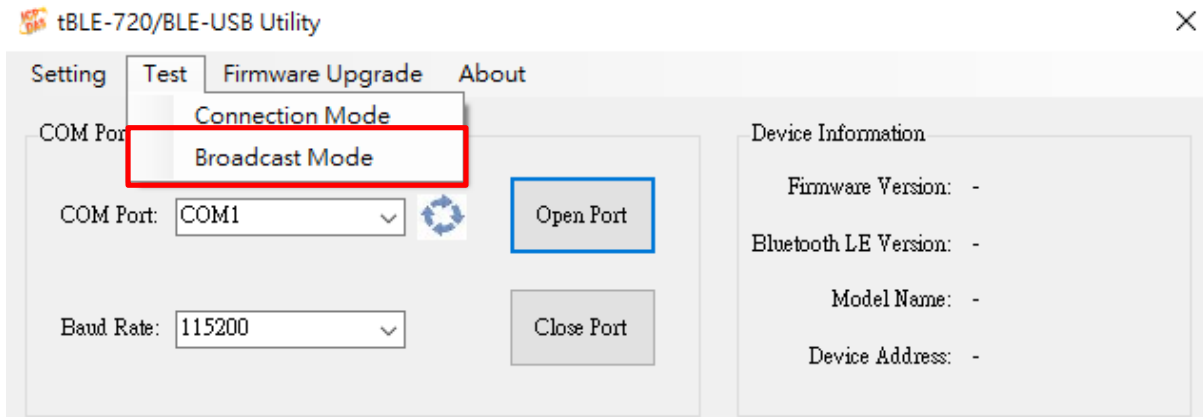 tBLE-720/BLE-USB Utility
Setting Test Firmware Upgrade About
Connection Mode
Broadcast Mode
COM Por
COM Port: COM1
Open Port
Baud Rate: 115200
Close Port
Device Information
Firmware Version: -
Bluetooth LE Version: -
Model Name: -
Device Address: -